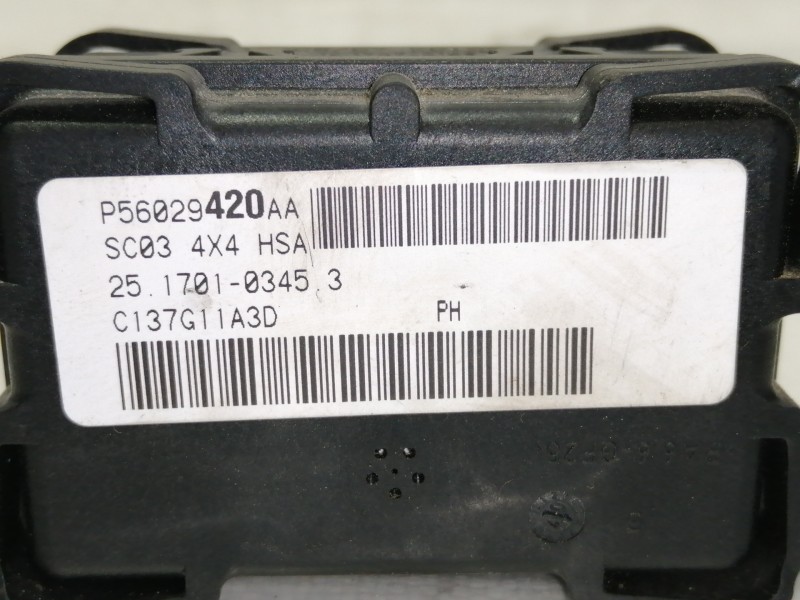 P56029420AA
SC03 4X4 HSA
25.1701-0345.3
C137G11A3D PH